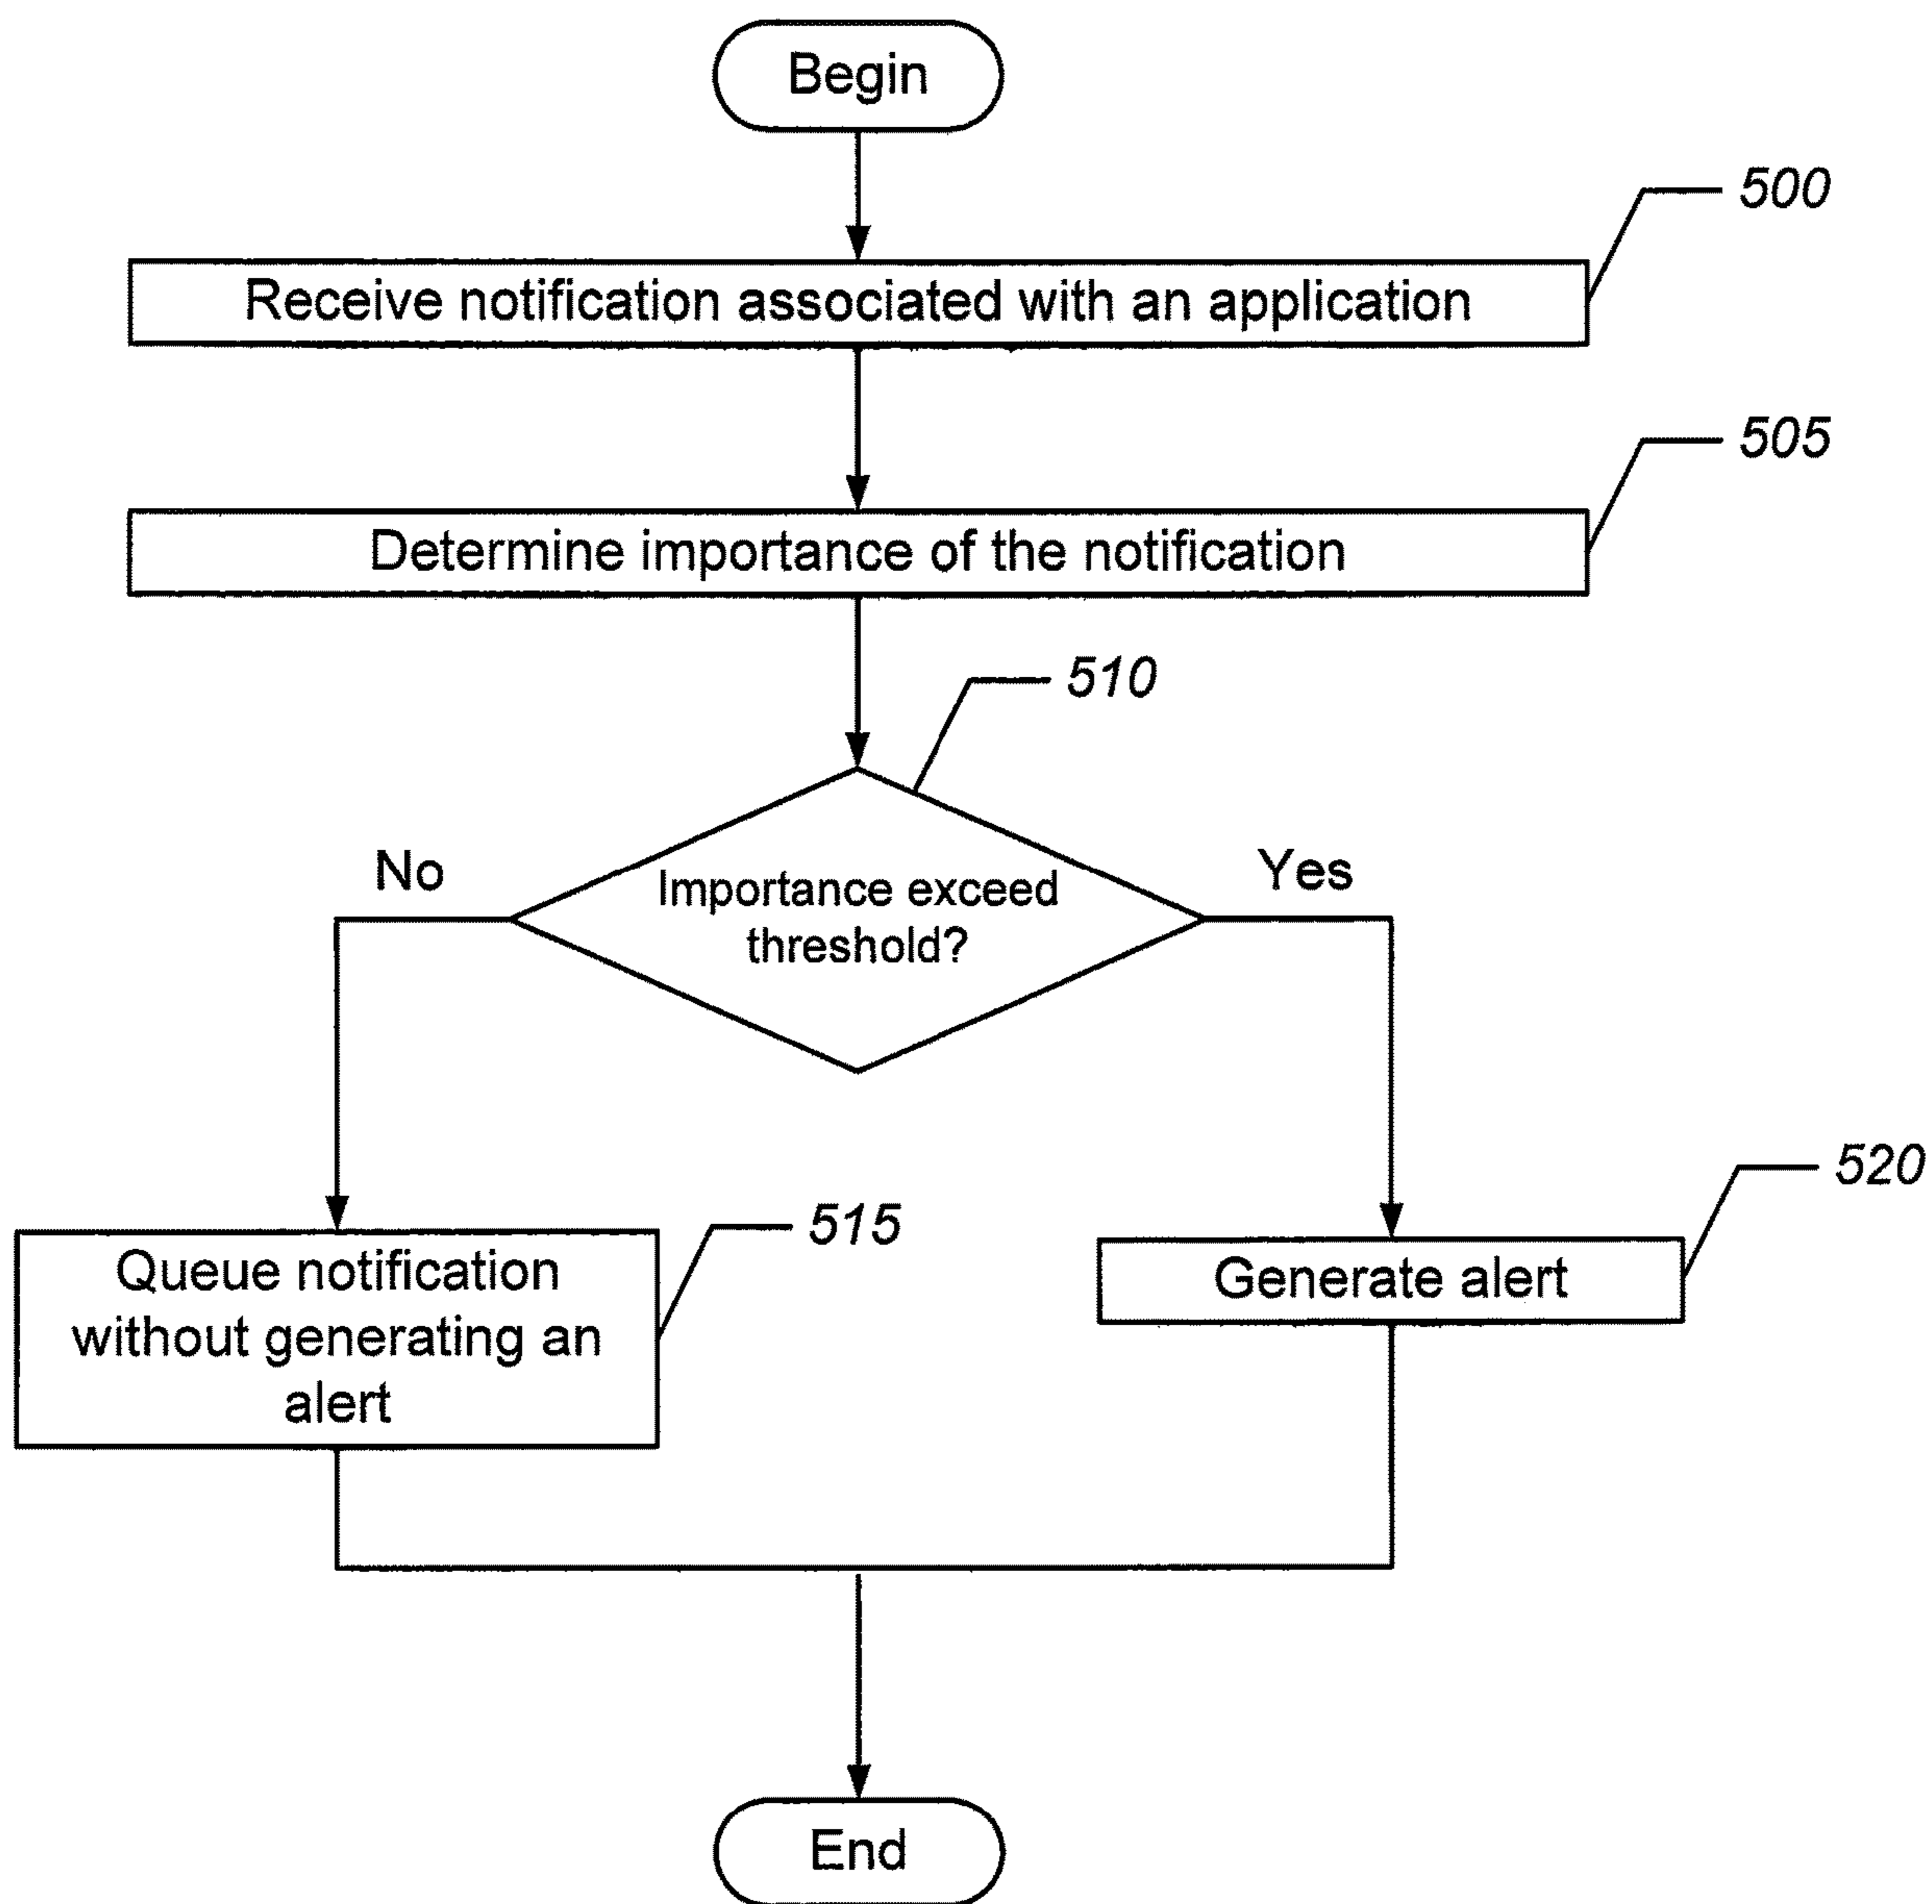 Begin
500
Receive notification associated with an application
505
Determine importance of the notification
510
No
Yes
Importance exceed
threshold?
520
515
Queue notification
without generating an
alert
Generate alert
End